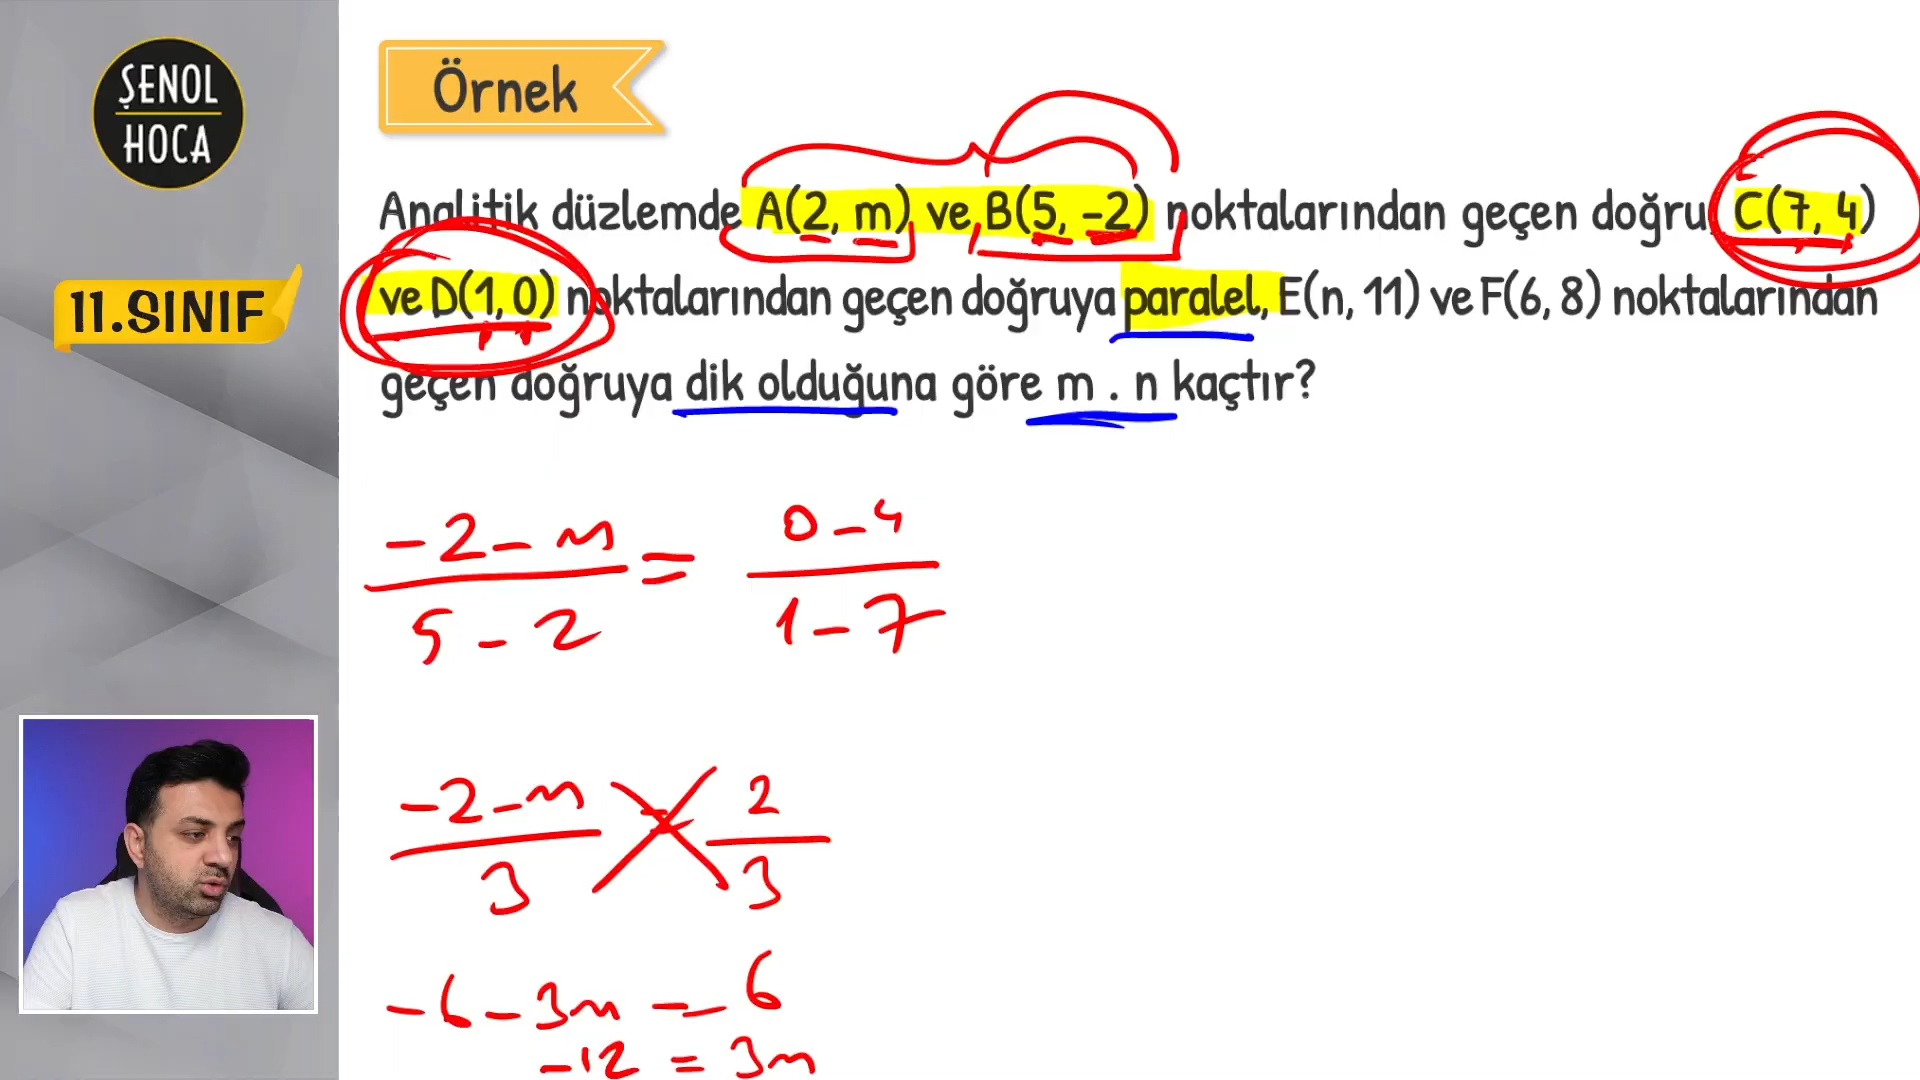 ŞENOL
HOCA
11.SINIF
Örnek
Analitik düzlemde A(2, m) ve B(5, -2) noktalarından geçen doğru C(7, 4)
ve D(1, 0) noktalarından geçen doğruya paralel, E(n, 11) ve F(6, 8) noktalarından
geçen doğruya dik olduğuna göre m . n kaçtır?
-2-m / 5-2 = 0-4 / 1-7
-2-m / 3 = 2 / 3
-6-3m = 6
-12 = 3m